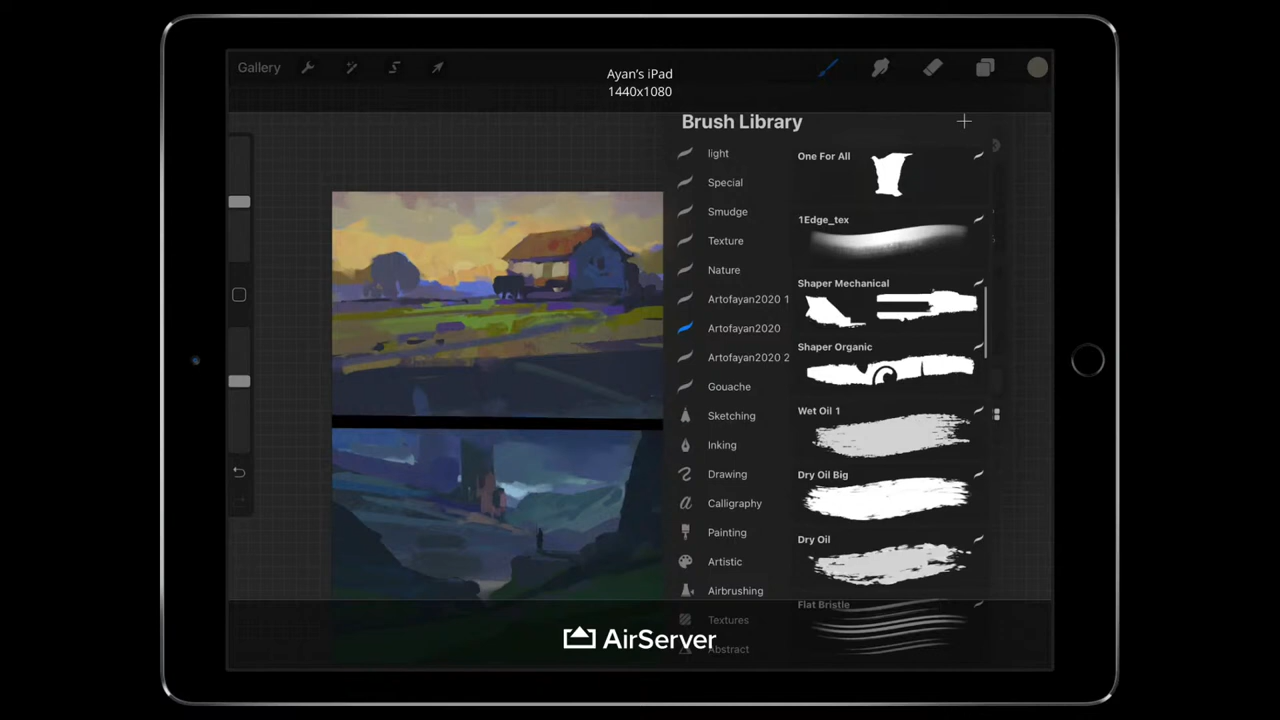 Gallery
Ayan’s iPad
1440x1080
Brush Library
light
Special
Smudge
Texture
Nature
Artofayan2020 1
Artofayan2020
Artofayan2020 2
Gouache
Sketching
Inking
Drawing
Calligraphy
Painting
Artistic
Airbrushing
Textures
Abstract
One For All
1Edge_tex
Shaper Mechanical
Shaper Organic
Wet Oil 1
Dry Oil Big
Dry Oil
Flat Bristle
AirServer